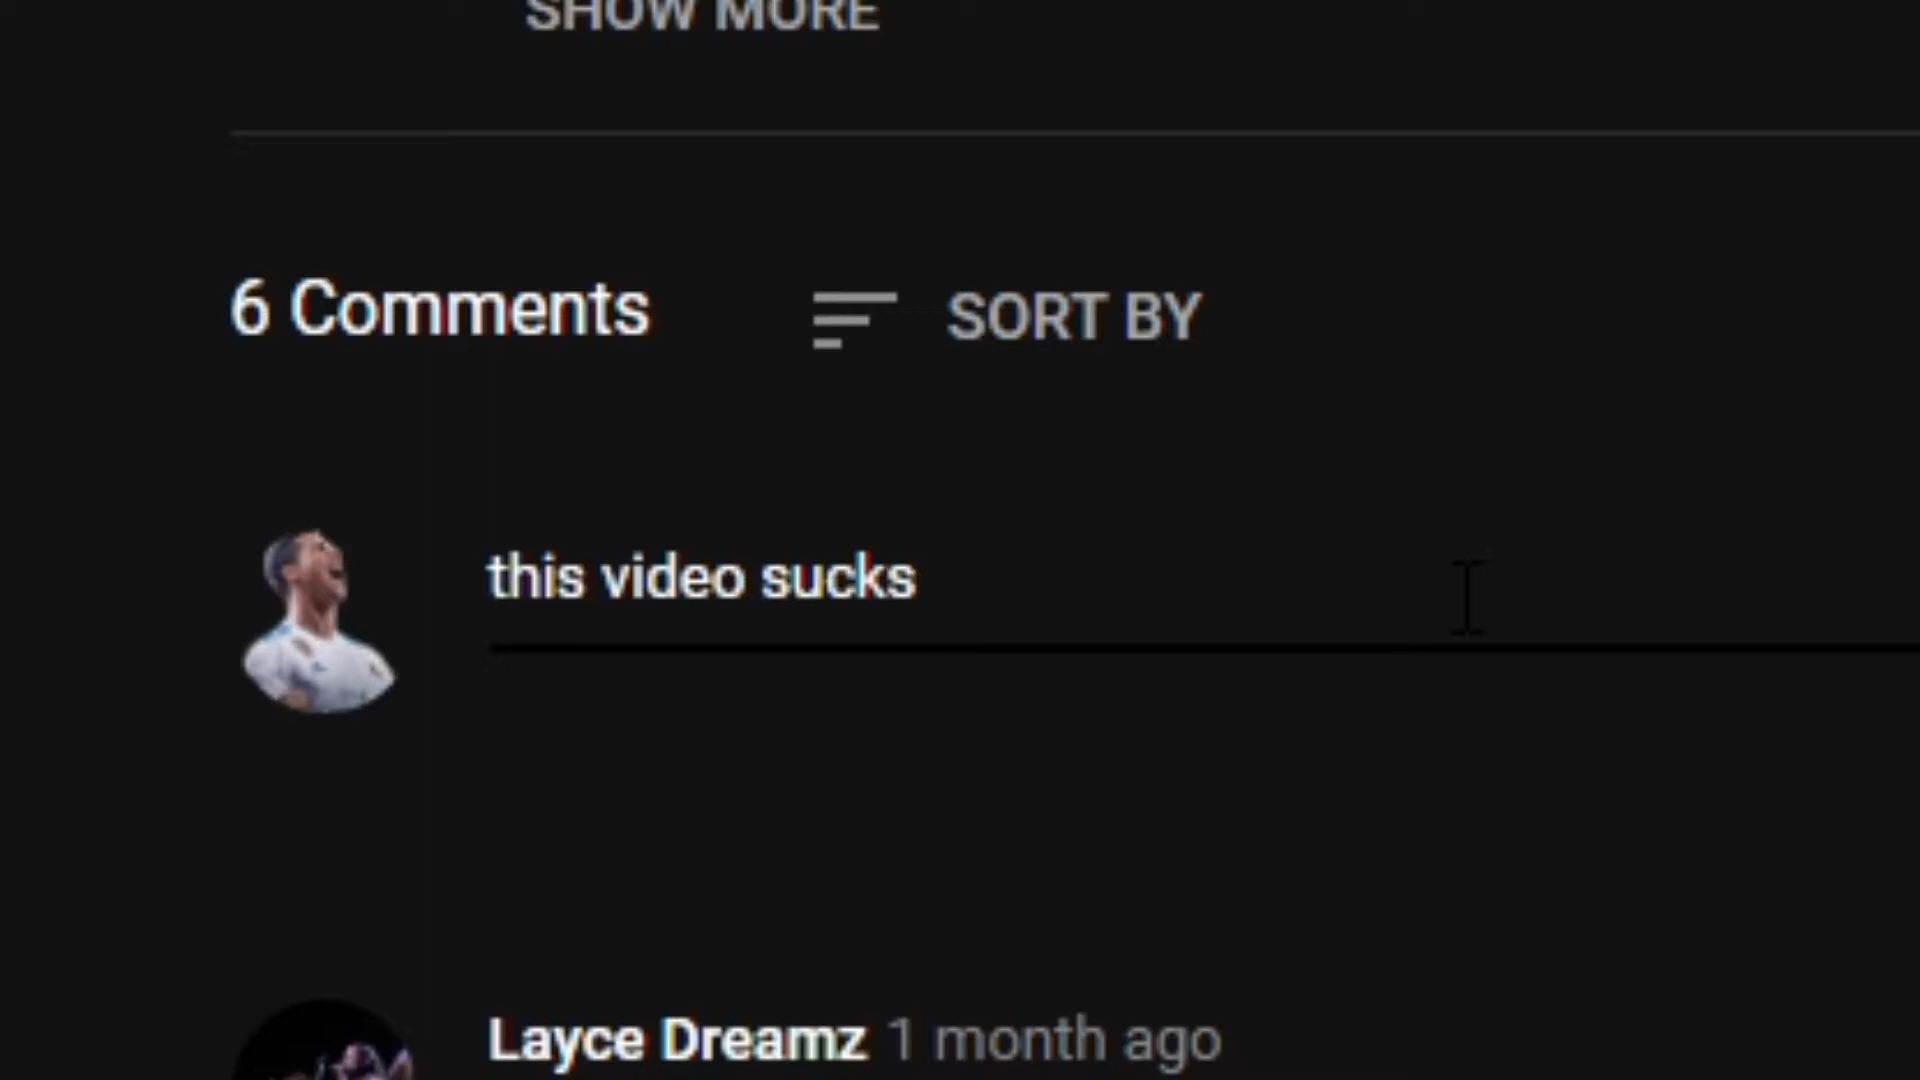 SHOW MORE
6 Comments
SORT BY
this video sucks
Layce Dreamz 1 month ago